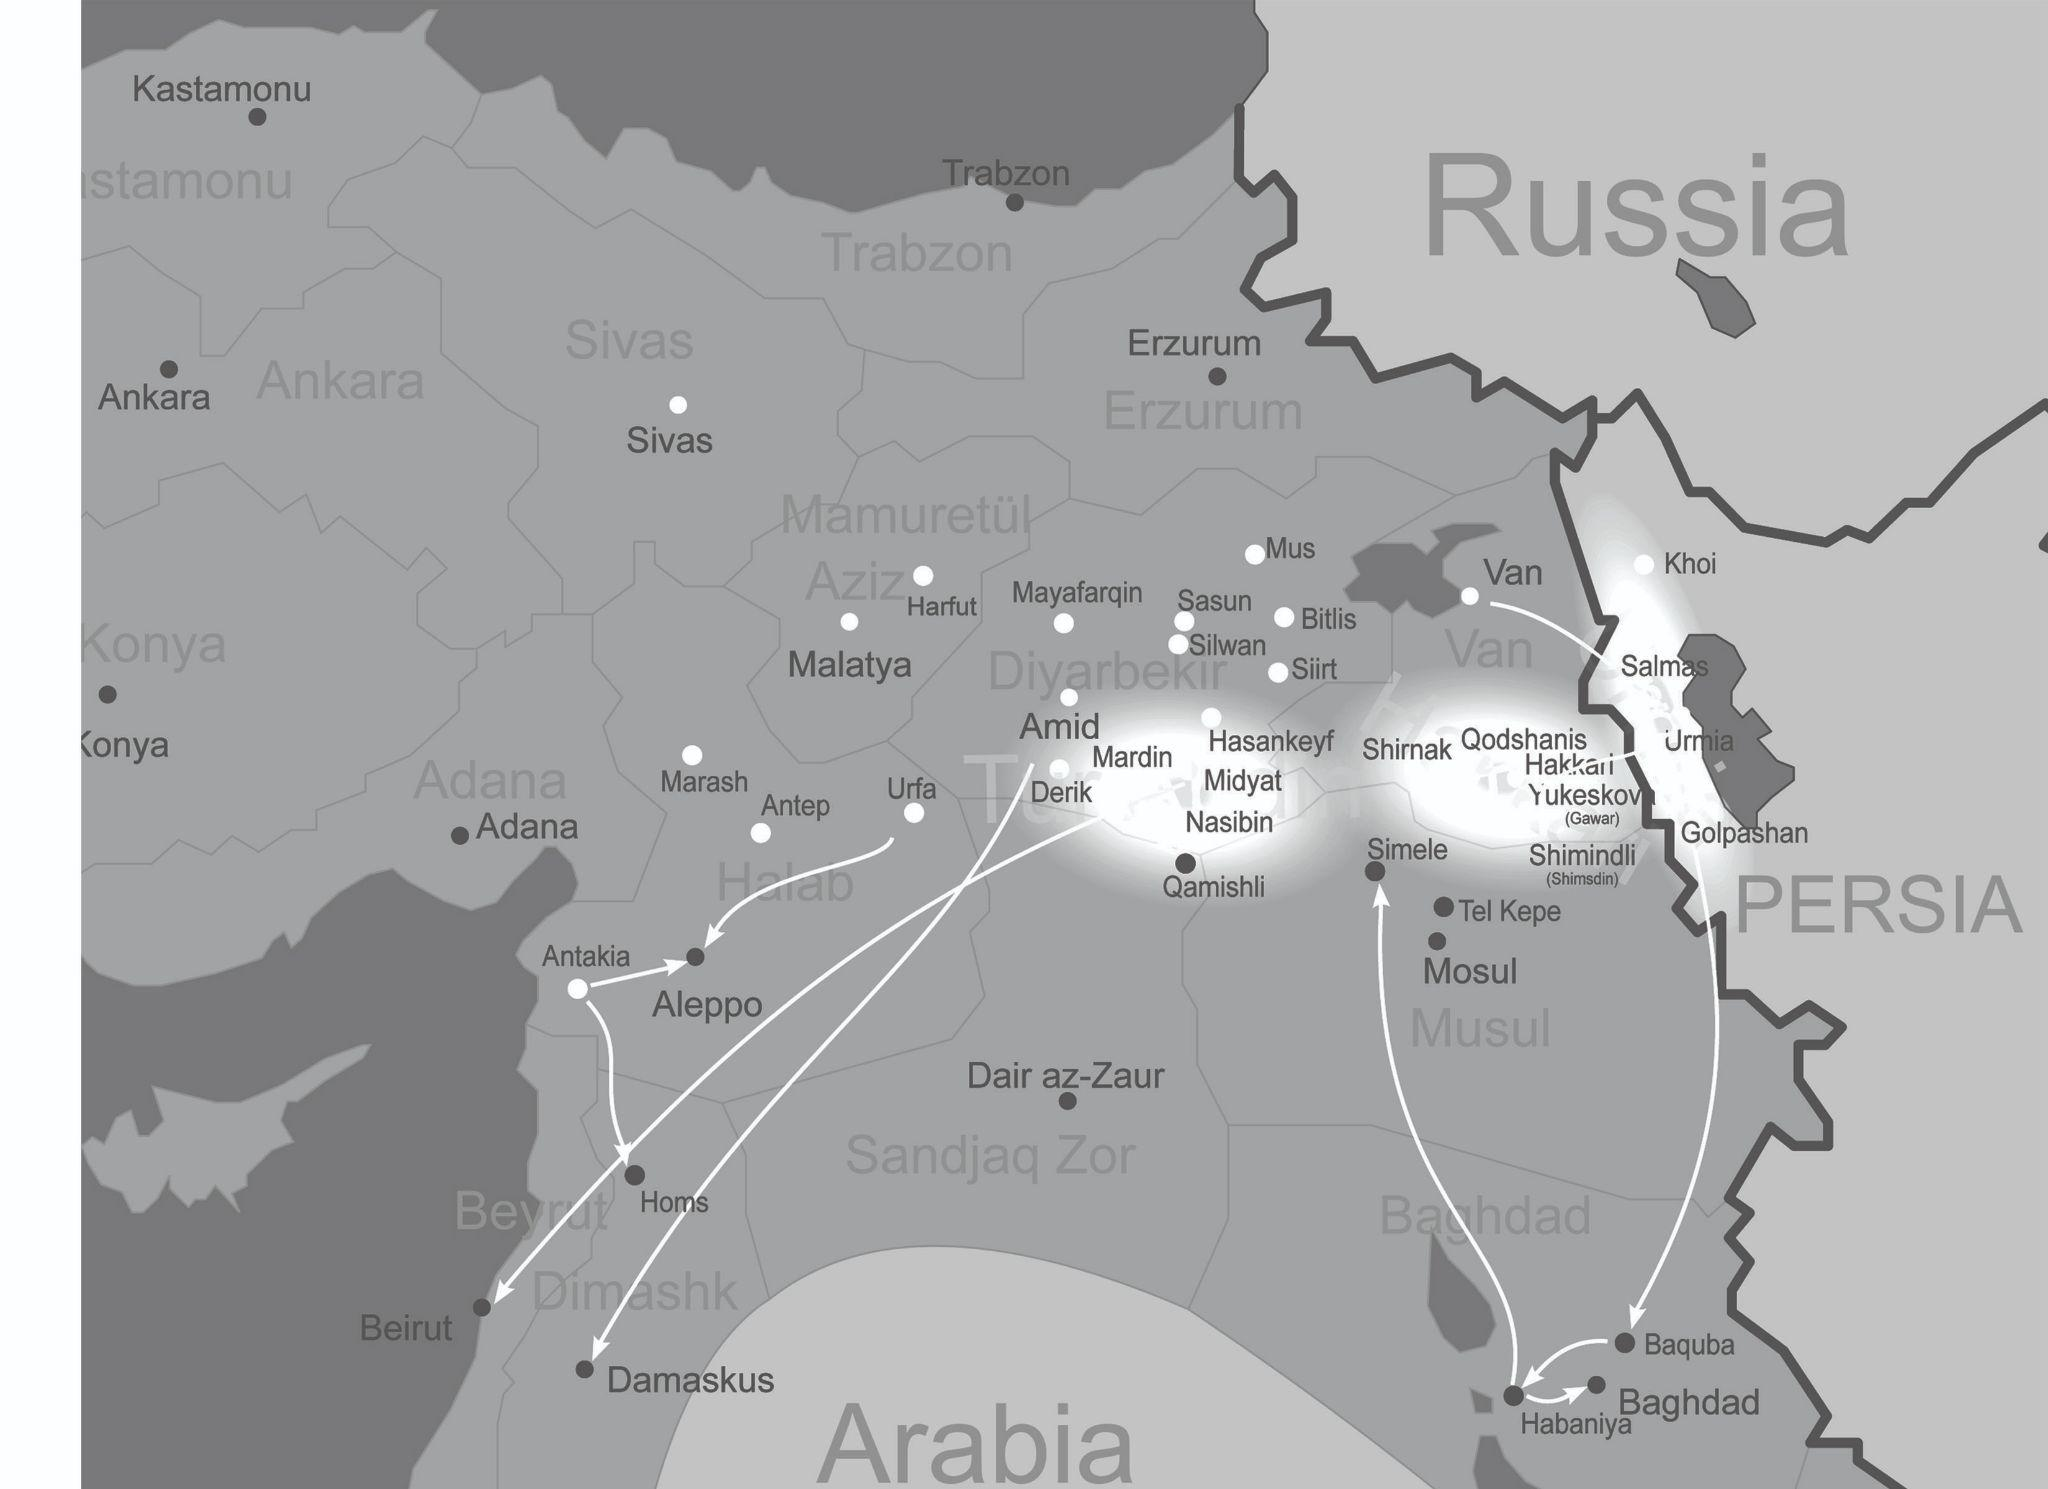 Kastamonu
astamonu
Trabzon
Trabzon
Russia
Ankara
Ankara
Sivas
Sivas
Erzurum
Erzurum
Mamuretül
Aziz
Harfut
Malatya
Mayafarqin
Mus
Sasun
Silwan
Bitlis
Siirt
Diyarbekir
Van
Van
Khoi
Salmas
Urmia
Golpashan
PERSIA
Konya
Konya
Adana
Adana
Marash
Antep
Urfa
Halab
Amid
Mardin
Derik
Hasankeyf
Midyat
Nasibin
Qamishli
Shirnak
Qodshanis
Hakkari
Yukeskova
(Gawar)
Shimindli
(Shimsdin)
Simele
Tel Kepe
Mosul
Musul
Antakia
Aleppo
Dair az-Zaur
Sandjaq Zor
Homs
Beyrut
Beirut
Dimashk
Damaskus
Baghdad
Baquba
Baghdad
Habaniya
Arabia